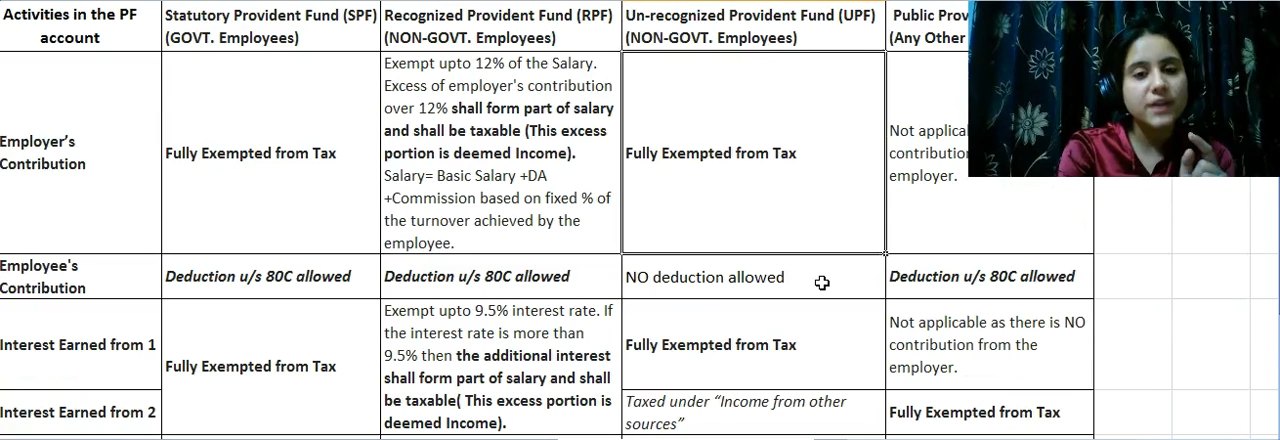 Activities in the PF
account
Statutory Provident Fund (SPF)
(GOVT. Employees)
Recognized Provident Fund (RPF)
(NON-GOVT. Employees)
Un-recognized Provident Fund (UPF)
(NON-GOVT. Employees)
Public
(Any Other
Employer's
Contribution
Fully Exempted from Tax
Exempt upto 12% of the Salary.
Excess of employer's contribution
over 12% shall form part of salary
and shall be taxable (This excess
portion is deemed Income).
Salary= Basic Salary +DA
+Commission based on fixed % of
the turnover achieved by the
employee.
Fully Exempted from Tax
Not
employer.
Employee's
Contribution
Deduction u/s 80C allowed
Deduction u/s 80C allowed
NO deduction allowed
Deduction u/s 80C allowed
Interest Earned from 1
Fully Exempted from Tax
Exempt upto 9.5% interest rate. If
the interest rate is more than
9.5% then the additional interest
shall form part of salary and shall
be taxable( This excess portion is
deemed Income).
Fully Exempted from Tax
Not applicable as there is NO
contribution from the
employer.
Interest Earned from 2
Taxed under “Income from other
sources”
Fully Exempted from Tax